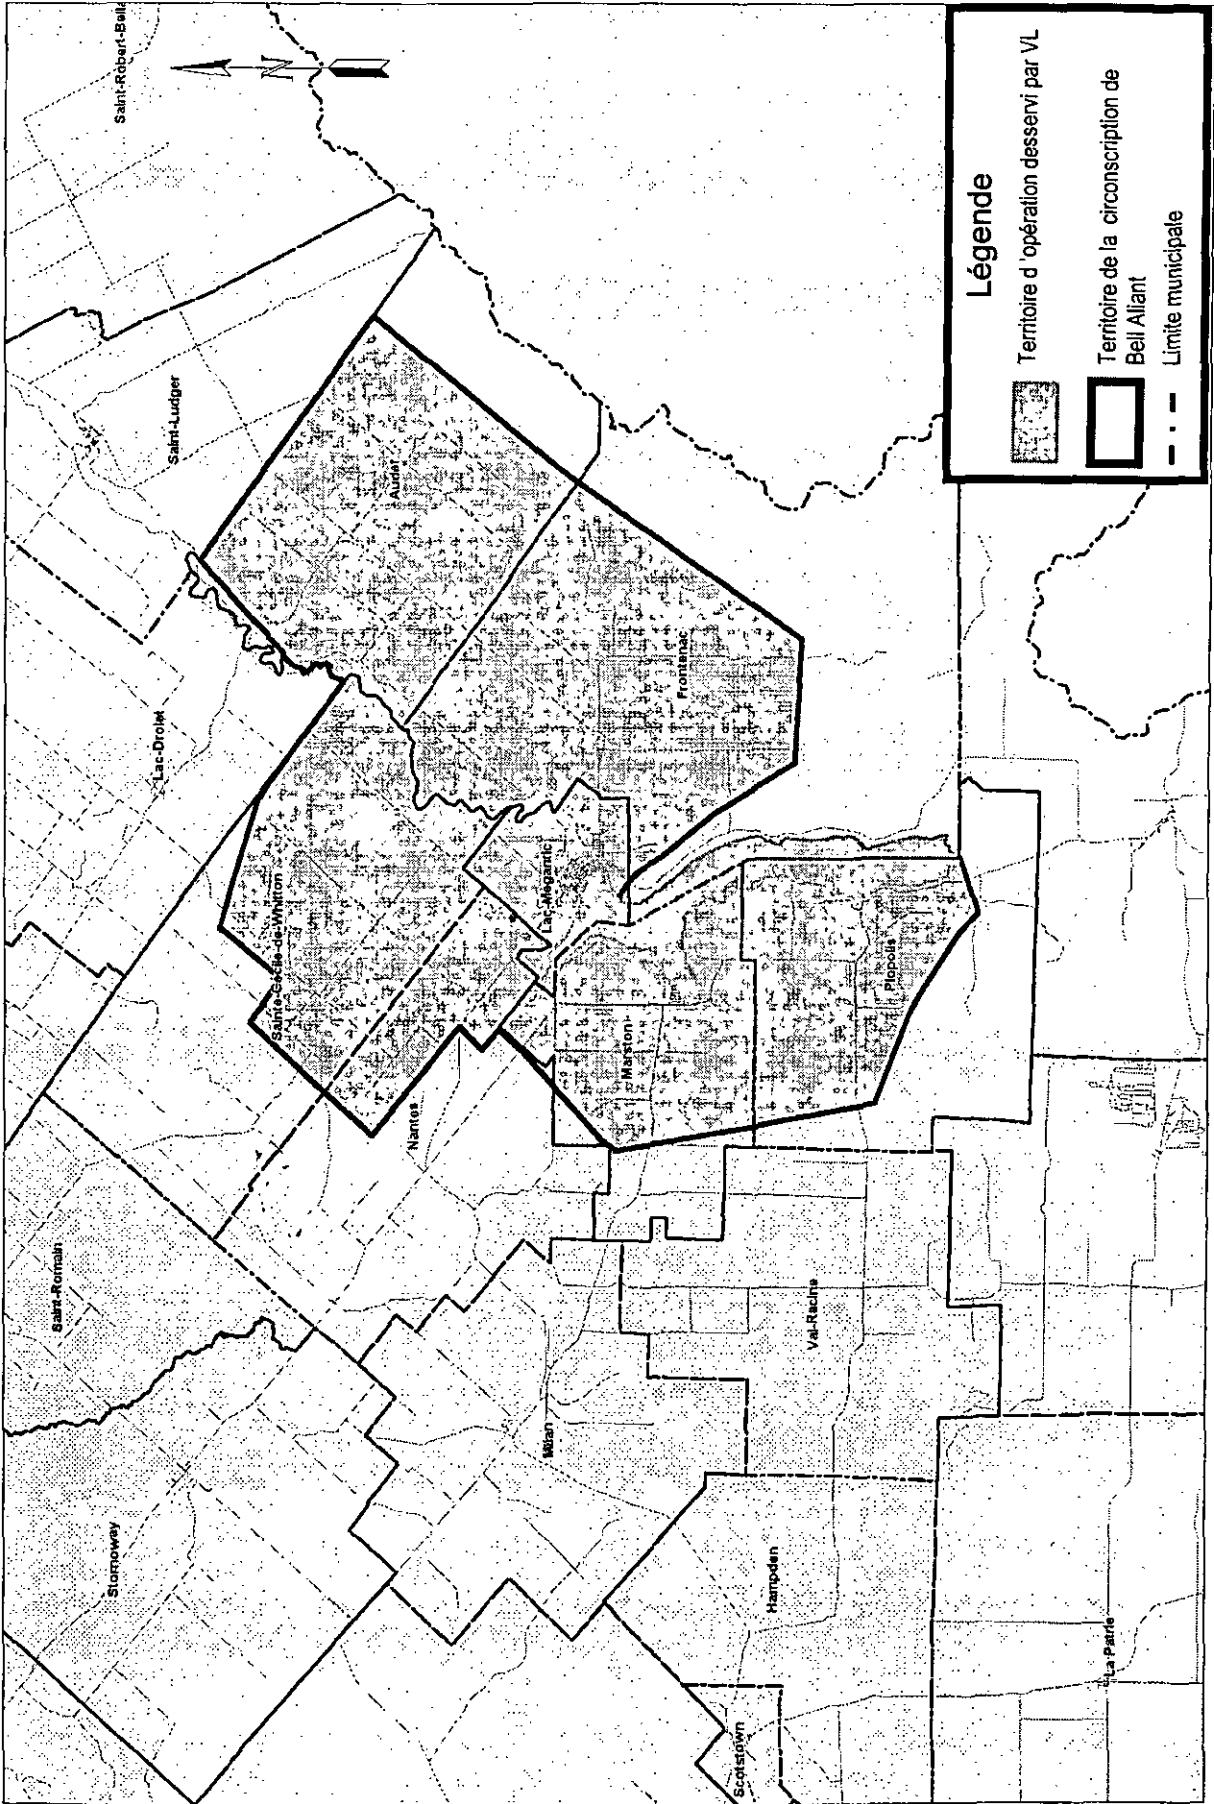 Saint-Robert-Bella
N
Saint-Ludger
Lac-Drolet
Saint-Romain
Stornoway
Audet
Sainte-Cécile-de-Whitton
Nantes
Lac-Mégantic
Frontenac
Milan
Marston
Piopolis
Val-Racine
Hampden
Scotstown
La Patrie
Légende
Territoire d 'opération desservi par VL
Territoire de la circonscription de
Bell Aliant
Limite municipale